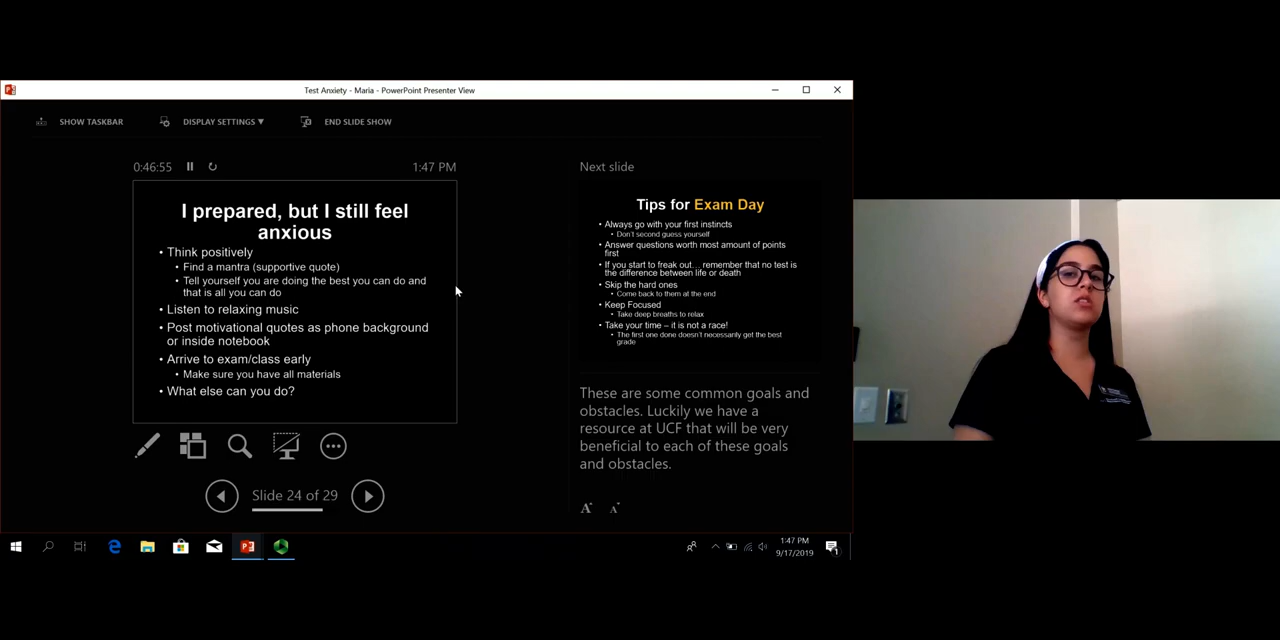 Test Anxiety - Maria - PowerPoint Presenter View
SHOW TASKBAR
DISPLAY SETTINGS ▼
END SLIDE SHOW
0:46:55
1:47 PM
I prepared, but I still feel
anxious
• Think positively
• Find a mantra (supportive quote)
• Tell yourself you are doing the best you can do and
that is all you can do
• Listen to relaxing music
• Post motivational quotes as phone background
or inside notebook
• Arrive to exam/class early
• Make sure you have all materials
• What else can you do?
Slide 24 of 29
Next slide
Tips for Exam Day
• Always go with your first instincts
• Don't second guess yourself
• Answer questions worth most amount of points
first
• If you start to freak out... remember that no test is
the difference between life or death
• Skip the hard ones
• Come back to them at the end
• Keep Focused
• Take deep breaths to relax
• Take your time – it is not a race!
• The first one done doesn't necessarily get the best
grade
These are some common goals and
obstacles. Luckily we have a
resource at UCF that will be very
beneficial to each of these goals
and obstacles.
A A
1:47 PM
9/17/2019